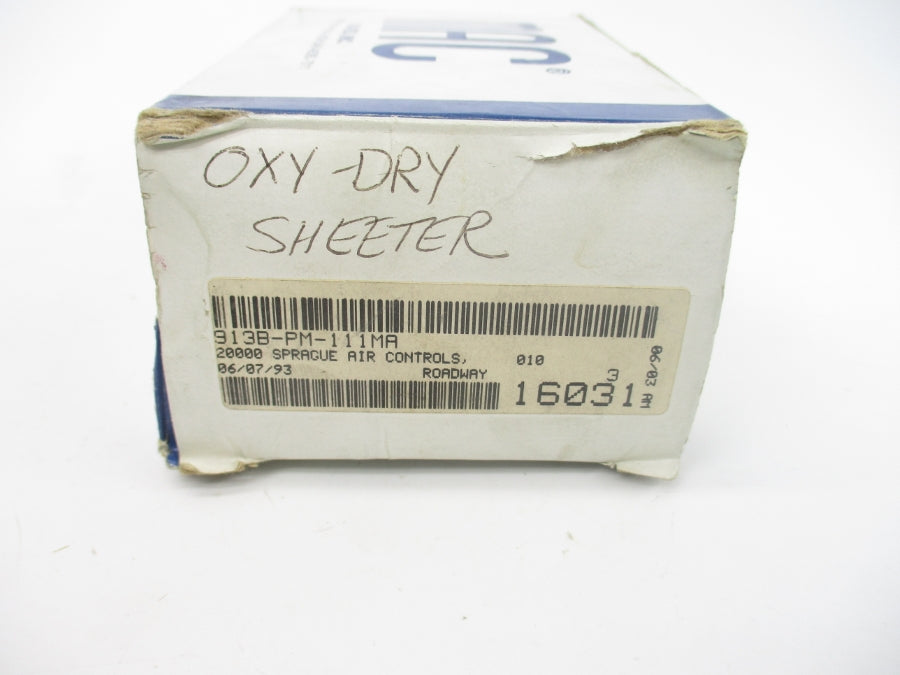 OXY-DRY
SHEETER
913B-PM-111MA
20000 SPRAGUE AIR CONTROLS, 010
06/07/93 ROADWAY 3
16031
06/03 AM